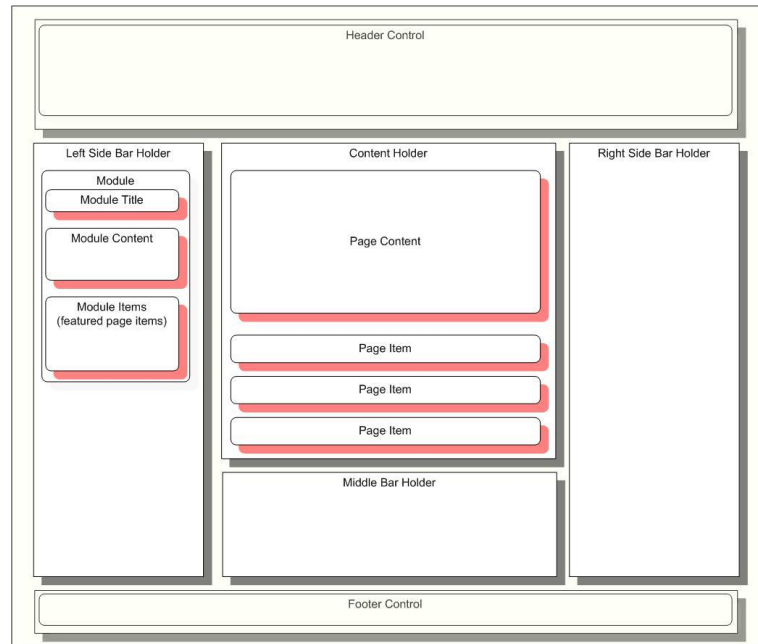 Header Control
Left Side Bar Holder
Module
Module Title
Module Content
Module Items
(featured page items)
Content Holder
Page Content
Page Item
Page Item
Page Item
Middle Bar Holder
Right Side Bar Holder
Footer Control